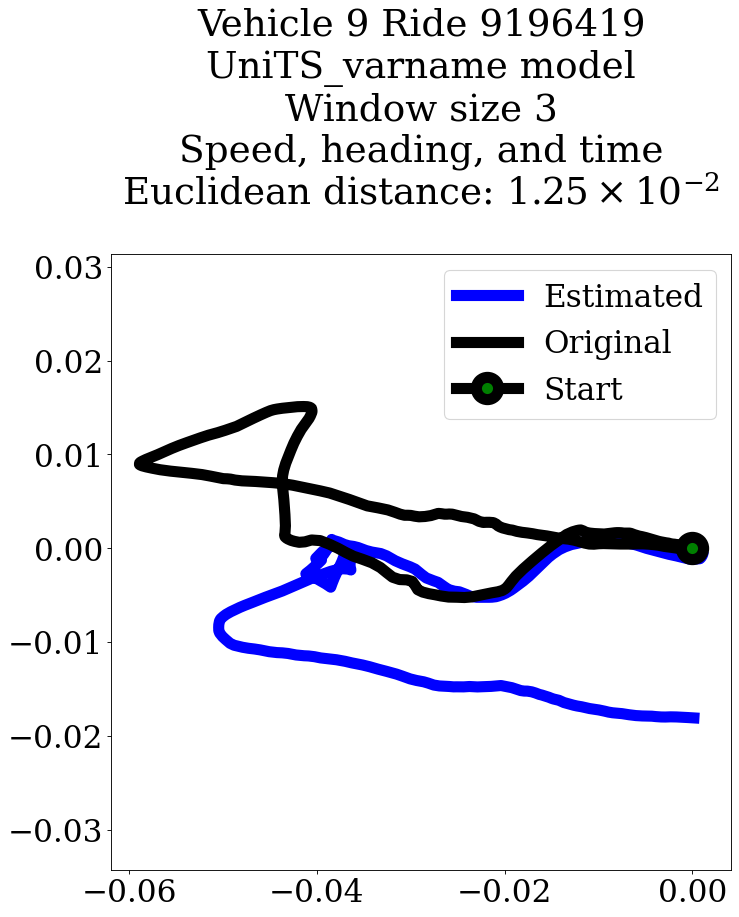 Vehicle 9 Ride 9196419
UniTS_varname model
Window size 3
Speed, heading, and time
Euclidean distance: 1.25 × 10⁻²
Estimated
Original
Start
0.03
0.02
0.01
0.00
−0.01
−0.02
−0.03
−0.06
−0.04
−0.02
0.00